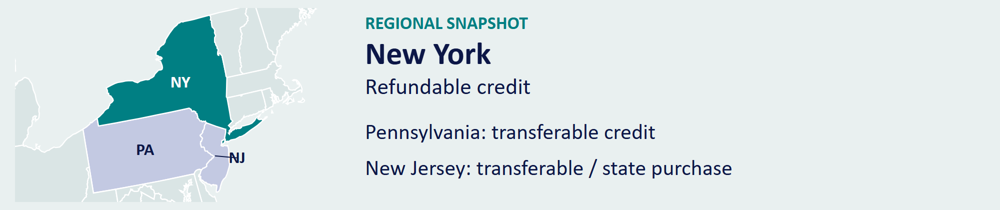 REGIONAL SNAPSHOT
New York
Refundable credit
Pennsylvania: transferable credit
New Jersey: transferable / state purchase
NY
PA
NJ